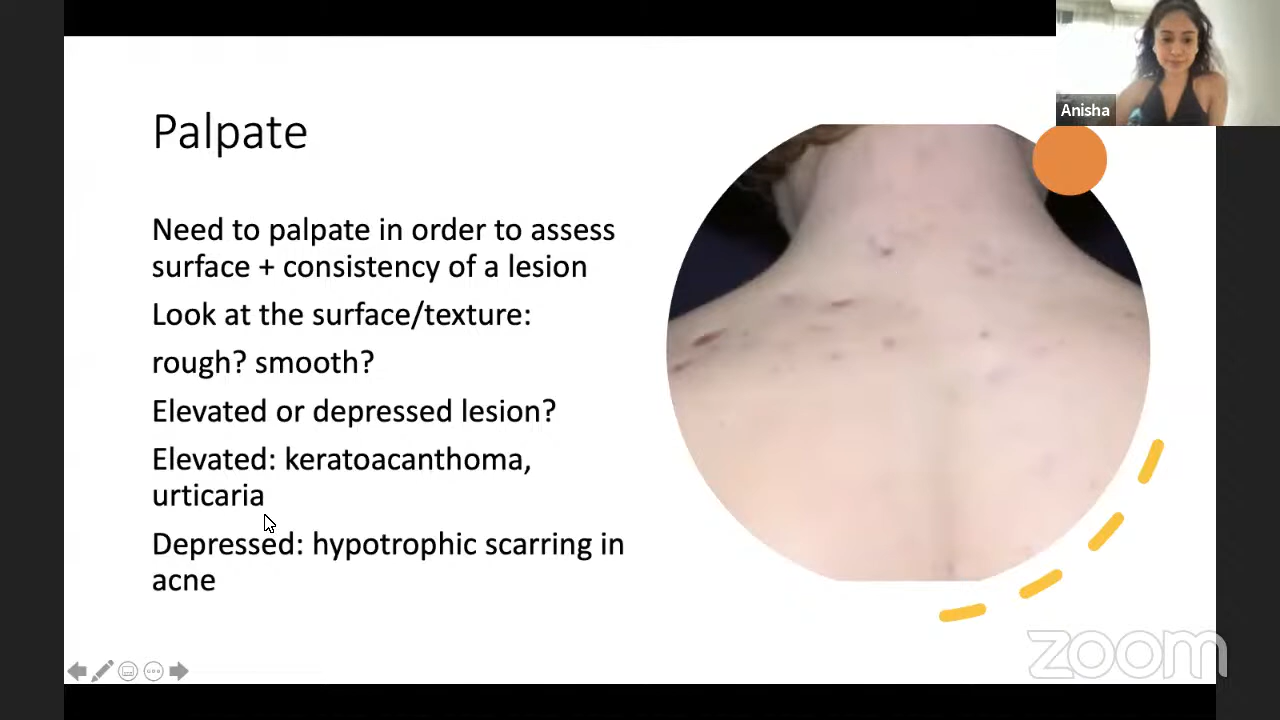 Anisha
Palpate
Need to palpate in order to assess
surface + consistency of a lesion
Look at the surface/texture:
rough? smooth?
Elevated or depressed lesion?
Elevated: keratoacanthoma,
urticaria
Depressed: hypotrophic scarring in
acne
zoom